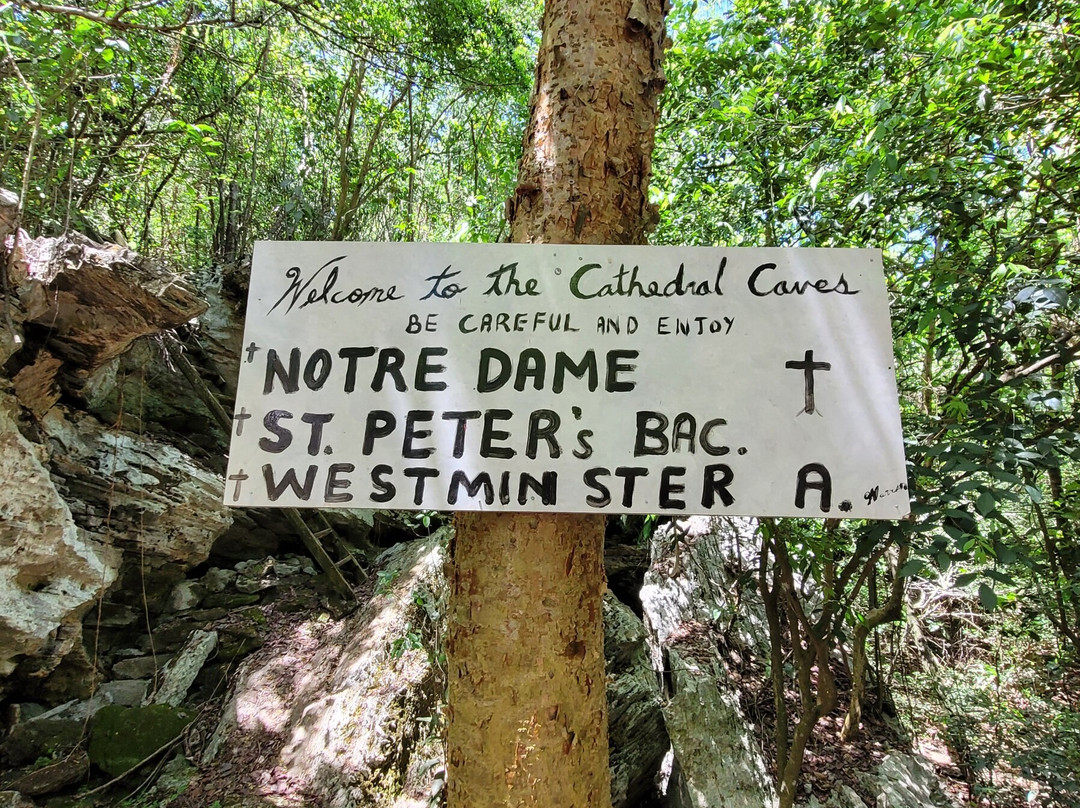 Welcome to the Cathedral Caves
BE CAREFUL AND ENJOY
NOTRE DAME
ST. PETER's BAC.
WESTMINSTER A.